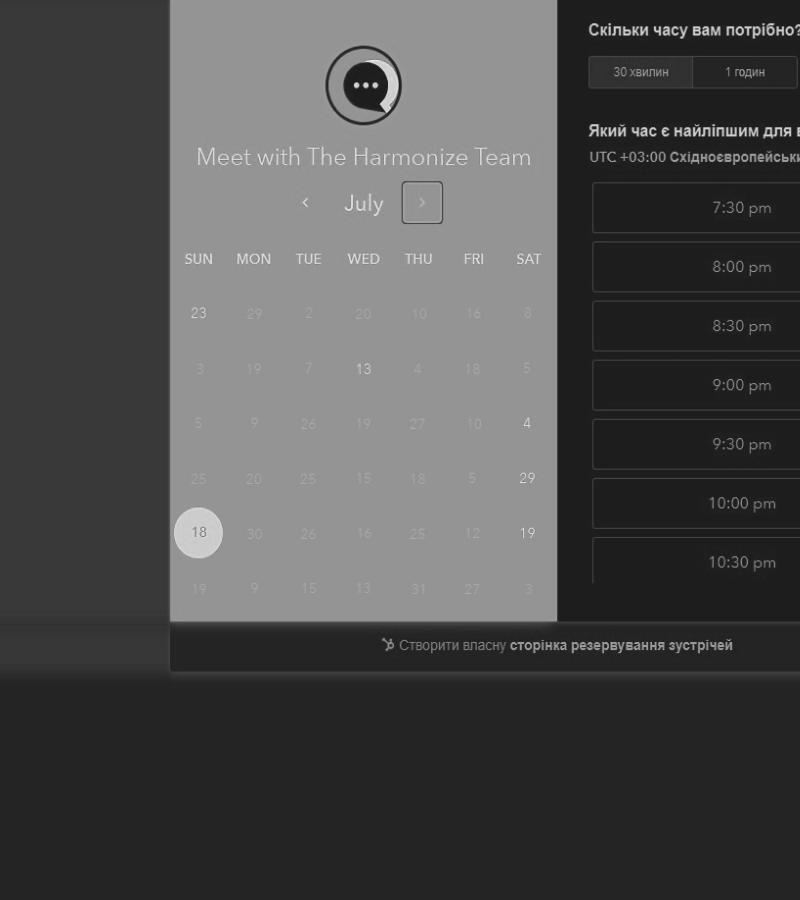 Meet with The Harmonize Team
July
SUN MON TUE WED THU FRI SAT
23 29 2 20 10 16 8
3 19 7 13 4 18 5
5 9 26 19 27 10 4
25 20 25 15 18 5 29
18 30 26 16 25 12 19
19 9 15 13 31 27 3
Скільки часу вам потрібно?
30 хвилин 1 годин
Який час є найліпшим для
UTC +03:00
7:30 pm
8:00 pm
8:30 pm
9:00 pm
9:30 pm
10:00 pm
10:30 pm
Створити власну сторінка резервування зустрічей